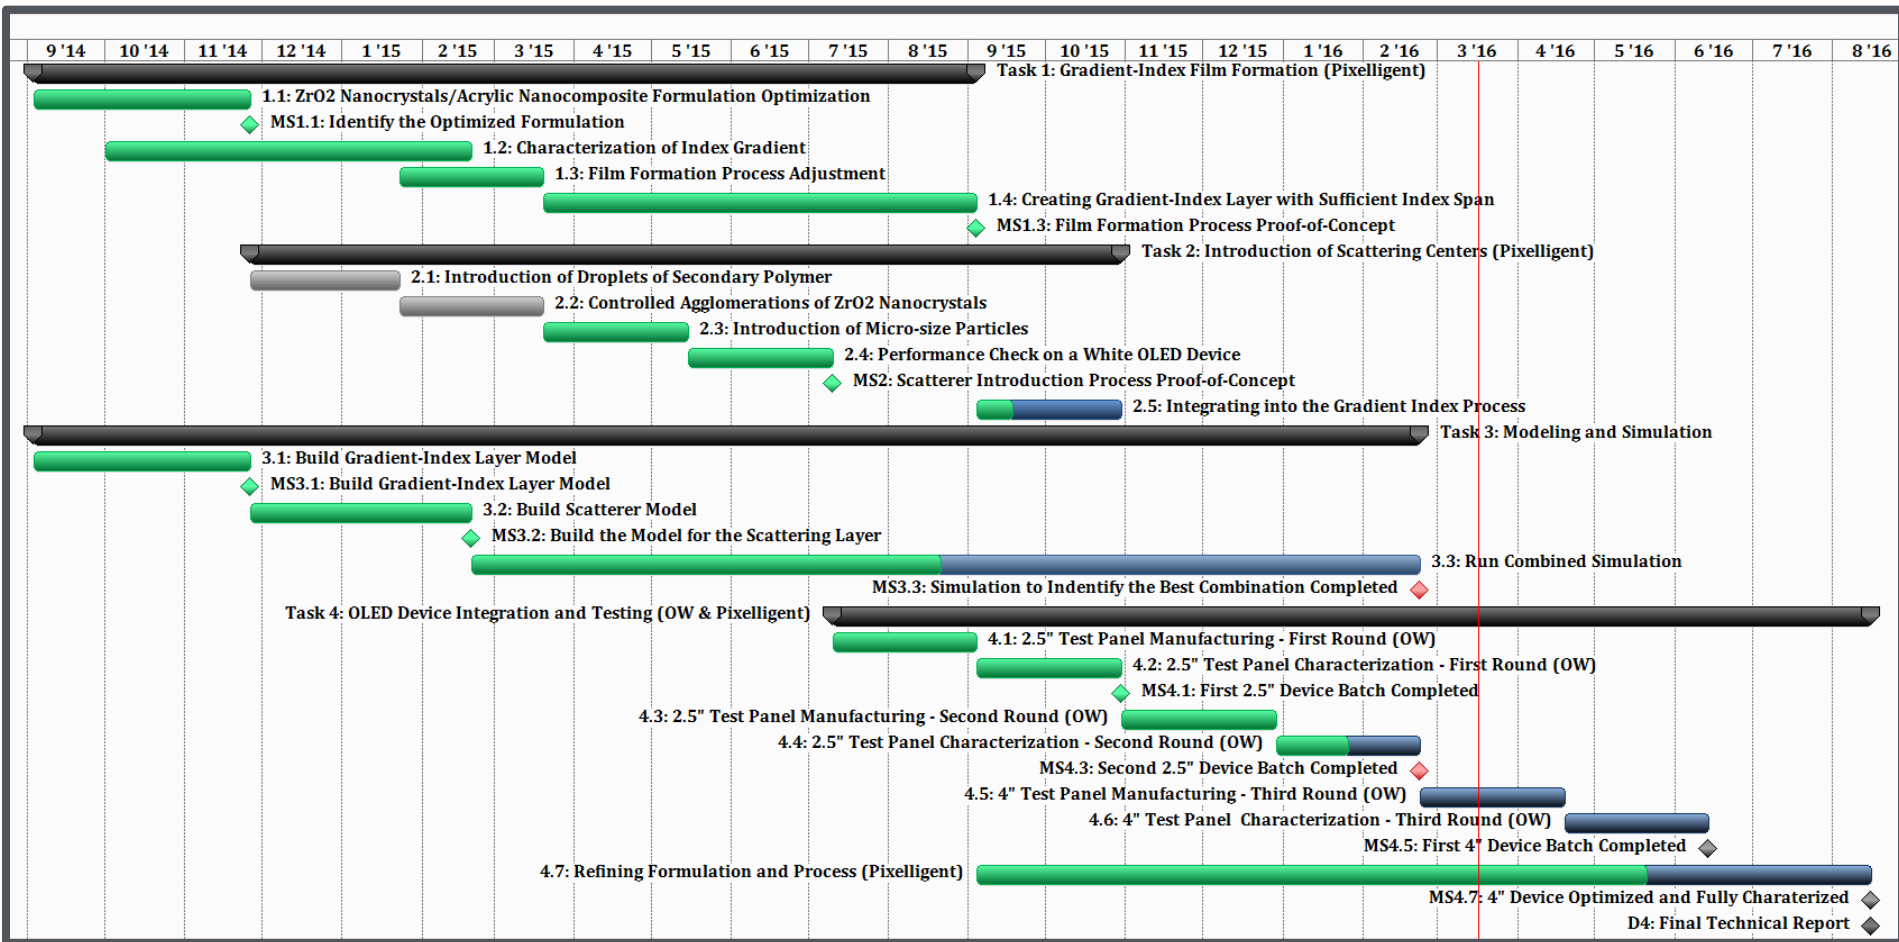 9 '14 10 '14 11 '14 12 '14 1 '15 2 '15 3 '15 4 '15 5 '15 6 '15 7 '15 8 '15 9 '15 10 '15 11 '15 12 '15 1 '16 2 '16 3 '16 4 '16 5 '16 6 '16 7 '16 8 '16
Task 1: Gradient-Index Film Formation (Pixelligent)
1.1: ZrO2 Nanocrystals/Acrylic Nanocomposite Formulation Optimization
MS1.1: Identify the Optimized Formulation
1.2: Characterization of Index Gradient
1.3: Film Formation Process Adjustment
1.4: Creating Gradient-Index Layer with Sufficient Index Span
MS1.3: Film Formation Process Proof-of-Concept
Task 2: Introduction of Scattering Centers (Pixelligent)
2.1: Introduction of Droplets of Secondary Polymer
2.2: Controlled Agglomerations of ZrO2 Nanocrystals
2.3: Introduction of Micro-size Particles
2.4: Performance Check on a White OLED Device
MS2: Scatterer Introduction Process Proof-of-Concept
2.5: Integrating into the Gradient Index Process
Task 3: Modeling and Simulation
3.1: Build Gradient-Index Layer Model
MS3.1: Build Gradient-Index Layer Model
3.2: Build Scatterer Model
MS3.2: Build the Model for the Scattering Layer
3.3: Run Combined Simulation
MS3.3: Simulation to Indentify the Best Combination Completed
Task 4: OLED Device Integration and Testing (OW & Pixelligent)
4.1: 2.5" Test Panel Manufacturing - First Round (OW)
4.2: 2.5" Test Panel Characterization - First Round (OW)
MS4.1: First 2.5" Device Batch Completed
4.3: 2.5" Test Panel Manufacturing - Second Round (OW)
4.4: 2.5" Test Panel Characterization - Second Round (OW)
MS4.3: Second 2.5" Device Batch Completed
4.5: 4" Test Panel Manufacturing - Third Round (OW)
4.6: 4" Test Panel  Characterization - Third Round (OW)
MS4.5: First 4" Device Batch Completed
4.7: Refining Formulation and Process (Pixelligent)
MS4.7: 4" Device Optimized and Fully Charaterized
D4: Final Technical Report